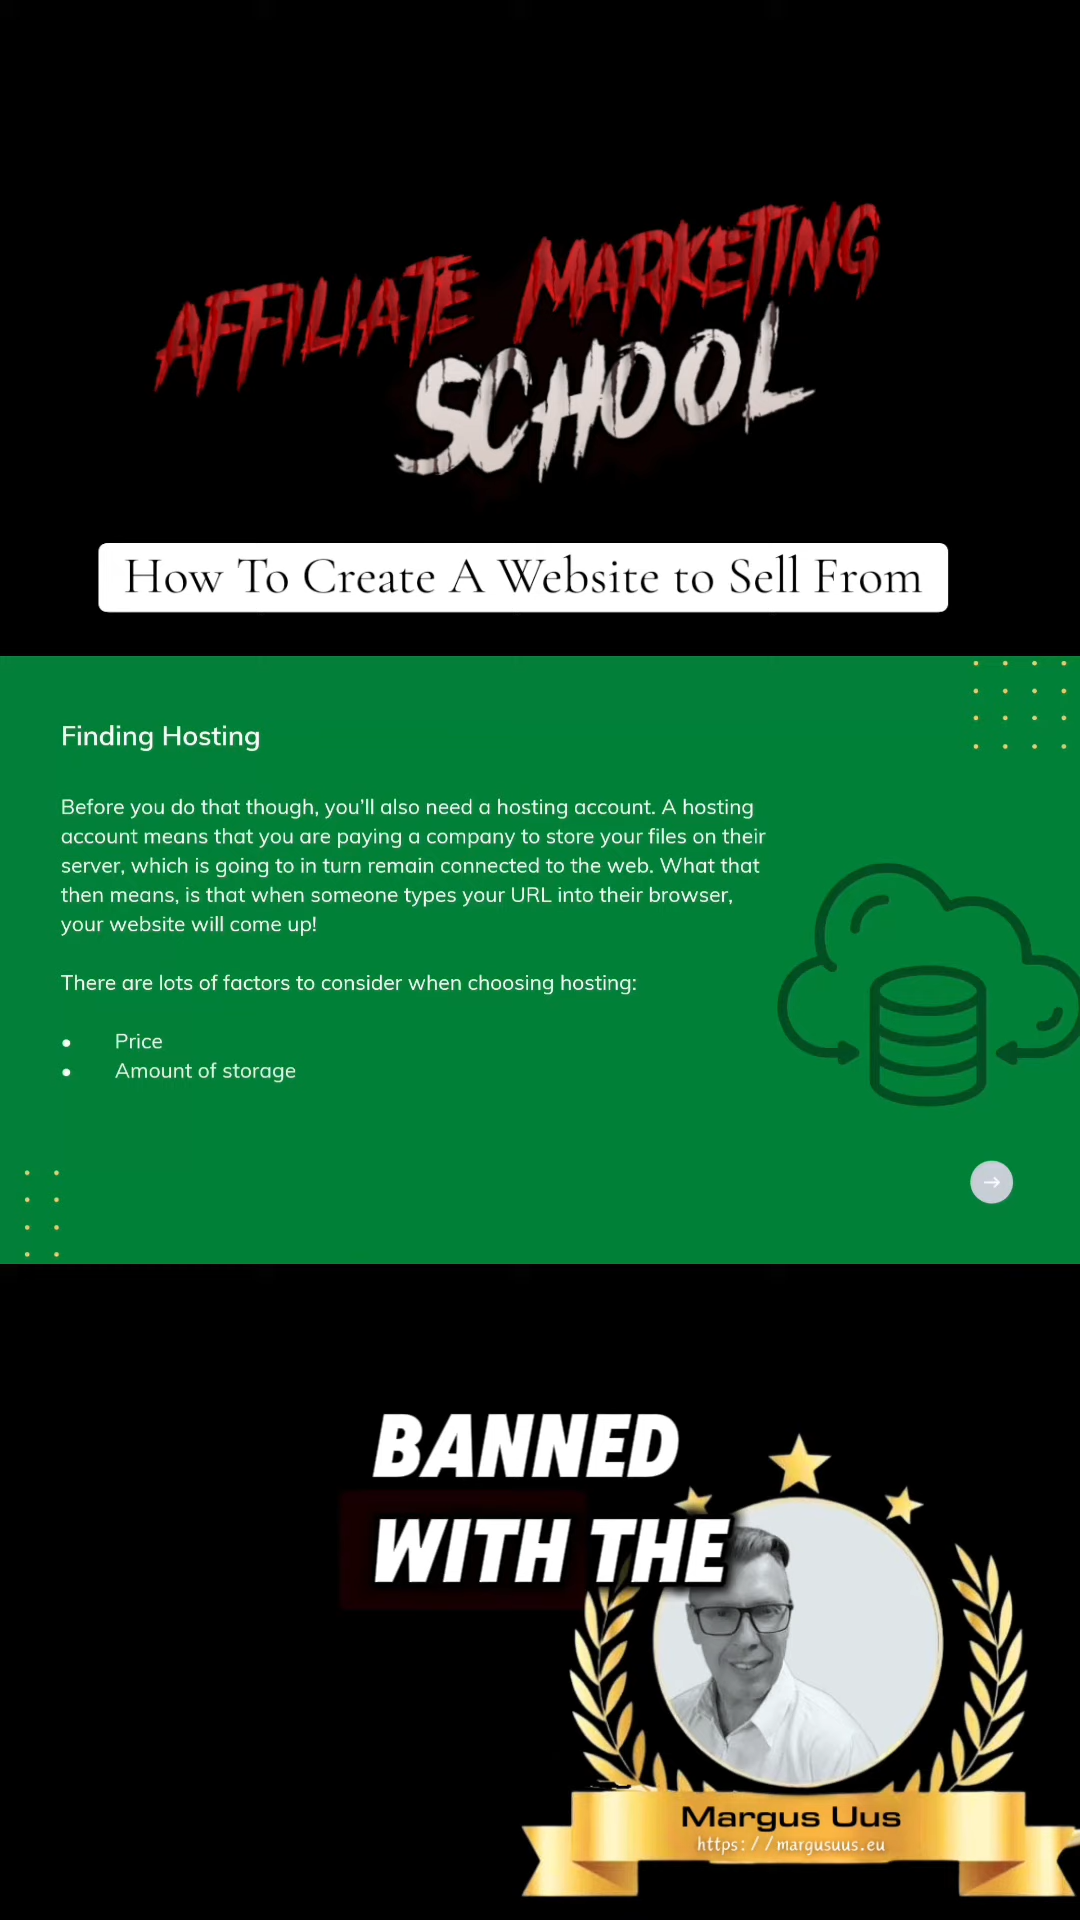 AFFILIATE MARKETING
SCHOOL
How To Create A Website to Sell From
Finding Hosting
Before you do that though, you'll also need a hosting account. A hosting
account means that you are paying a company to store your files on their
server, which is going to in turn remain connected to the web. What that
then means, is that when someone types your URL into their browser,
your website will come up!
There are lots of factors to consider when choosing hosting:
• Price
• Amount of storage
BANNED
WITH THE
Margus Uus
https://margusuus.eu